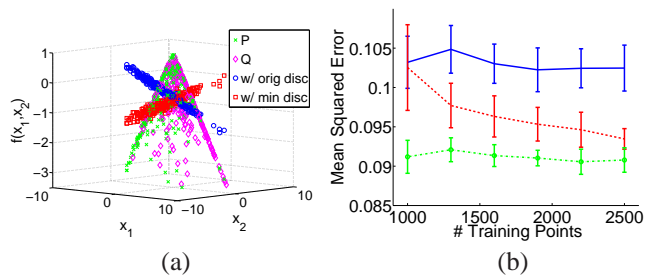 P
Q
w/ orig disc
w/ min disc
f(x1,x2)
1
0
−1
−2
−3
−10
0
10
−10
0
10
x1
x2
(a)
Mean Squared Error
0.105
0.1
0.095
0.09
0.085
1000 1500 2000 2500
# Training Points
(b)